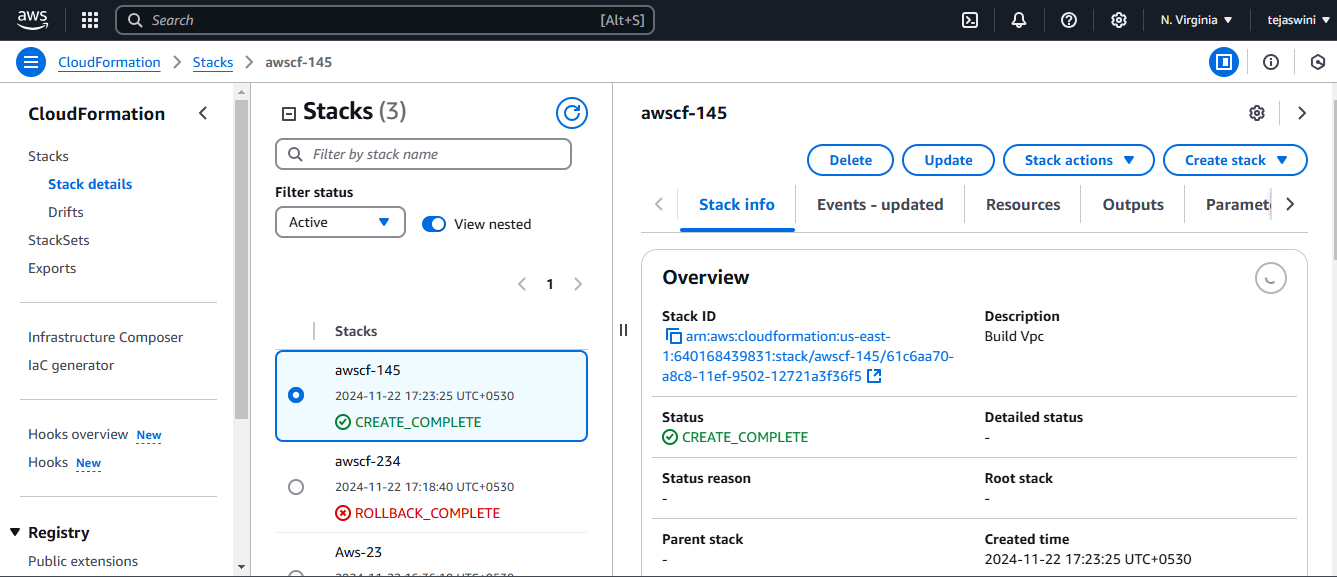 aws
Search
[Alt+S]
N. Virginia
tejaswini
CloudFormation
Stacks
awscf-145
CloudFormation
Stacks
Stack details
Drifts
StackSets
Exports
Infrastructure Composer
IaC generator
Hooks overview New
Hooks New
Registry
Public extensions
Stacks (3)
Filter by stack name
Filter status
Active
View nested
1
Stacks
awscf-145
2024-11-22 17:23:25 UTC+0530
CREATE_COMPLETE
awscf-234
2024-11-22 17:18:40 UTC+0530
ROLLBACK_COMPLETE
Aws-23
awscf-145
Delete
Update
Stack actions
Create stack
Stack info
Events - updated
Resources
Outputs
Paramet
Overview
Stack ID
arn:aws:cloudformation:us-east-
1:640168439831:stack/awscf-145/61c6aa70-
a8c8-11ef-9502-12721a3f36f5
Description
Build Vpc
Status
CREATE_COMPLETE
Detailed status
-
Status reason
-
Root stack
-
Parent stack
-
Created time
2024-11-22 17:23:25 UTC+0530